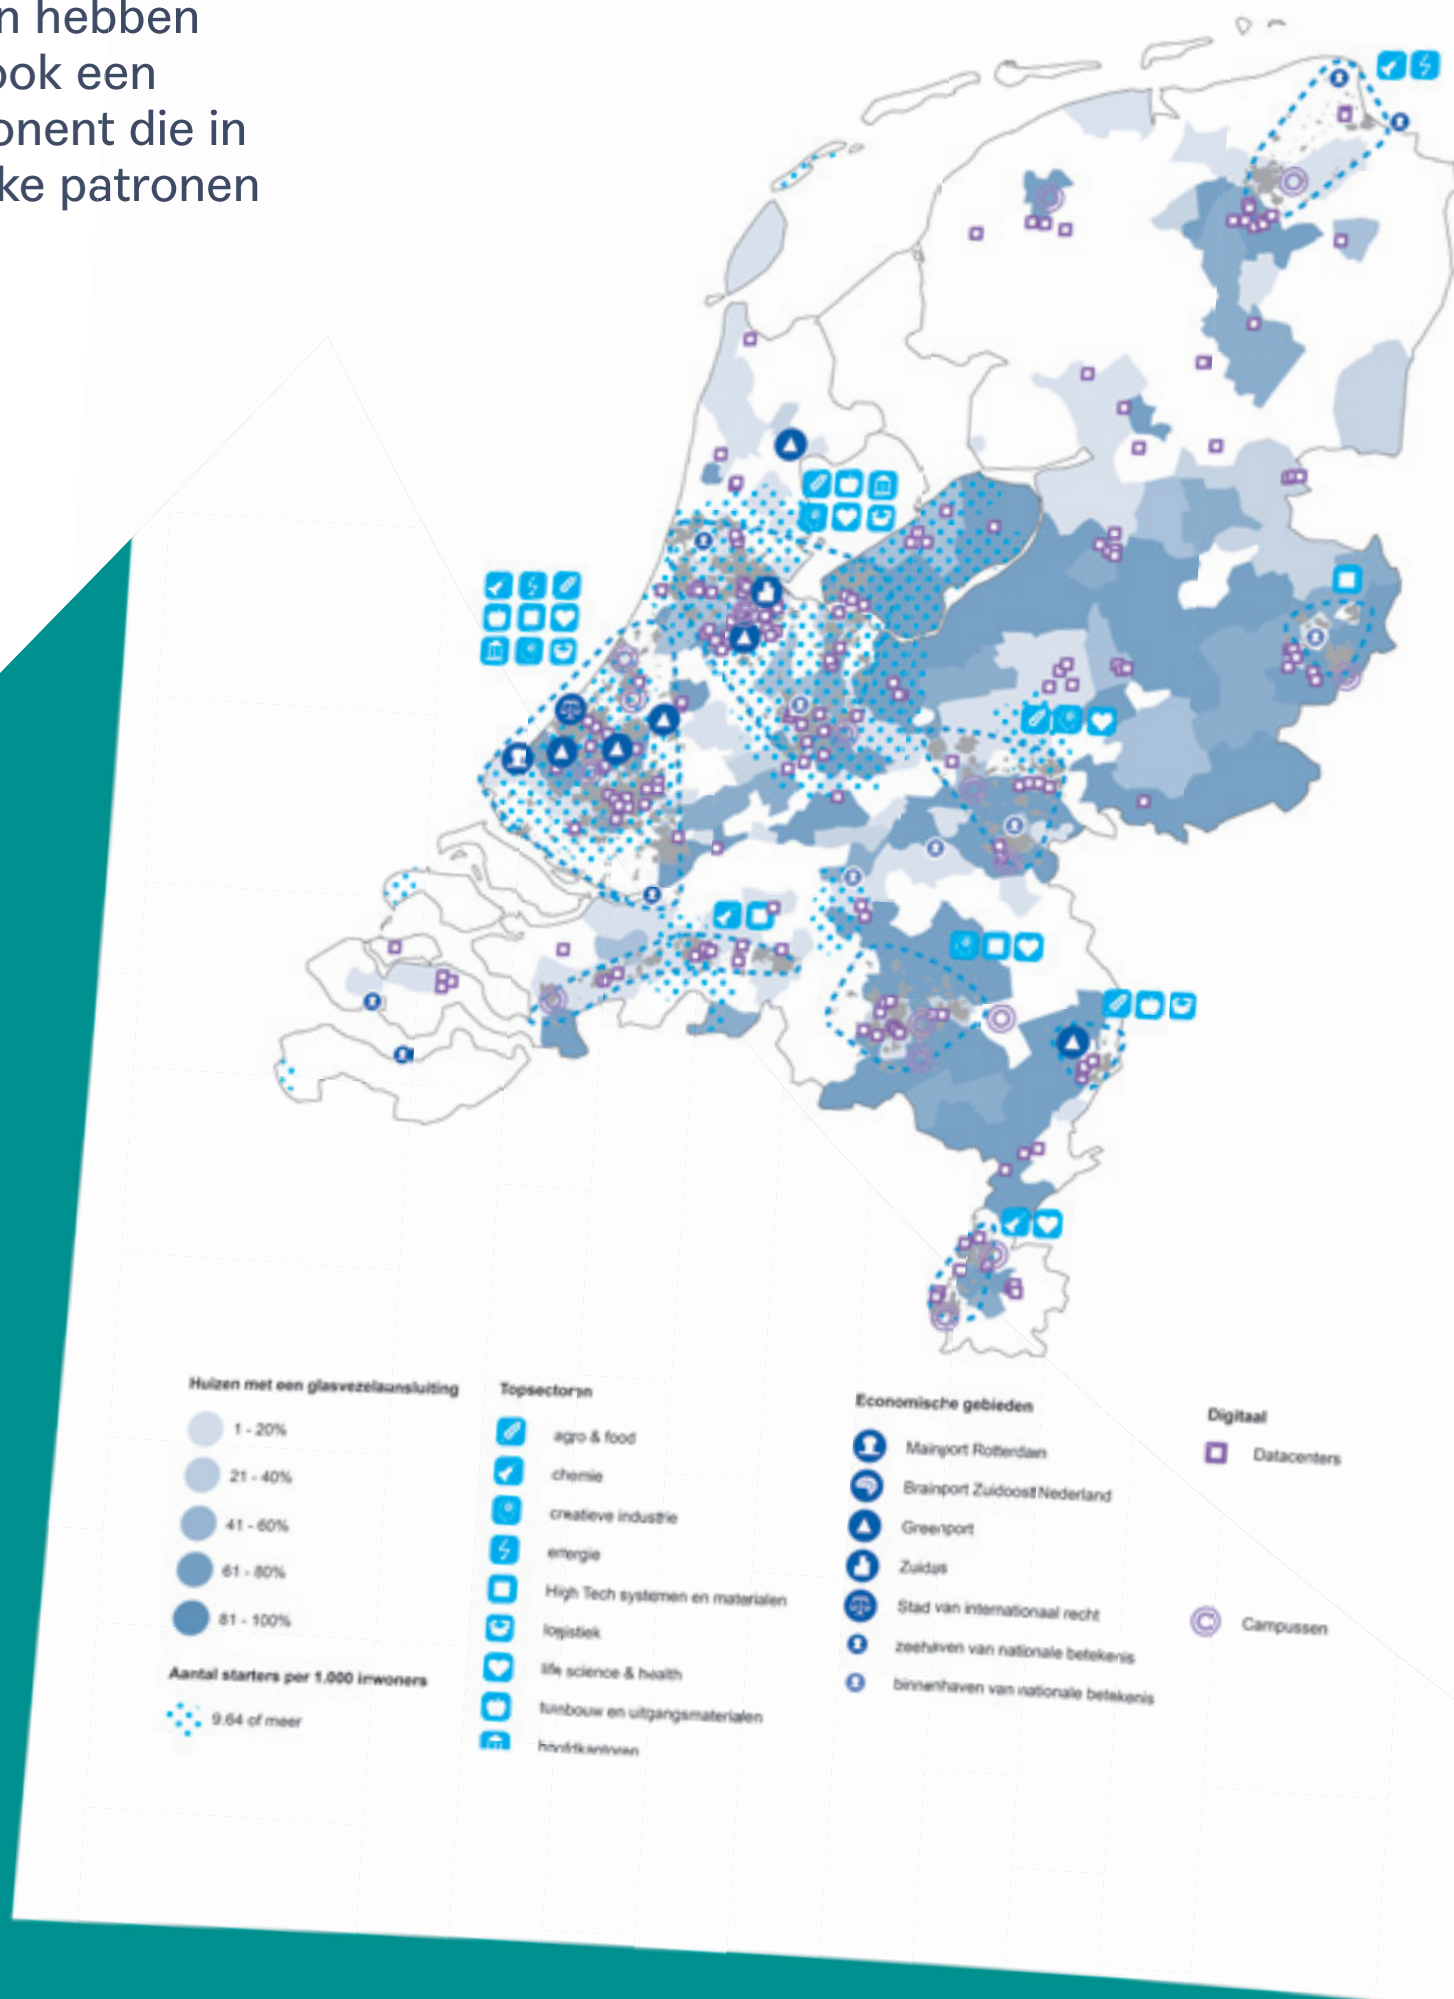 n hebben
ook een
onent die in
ke patronen
Huizen met een glasvezelaansluiting
1 - 20%
21 - 40%
41 - 60%
61 - 80%
81 - 100%
Aantal starters per 1.000 inwoners
9.64 of meer
Topsectoren
agro & food
chemie
creatieve industrie
energie
High Tech systemen en materialen
logistiek
life science & health
tuinbouw en uitgangsmaterialen
hoofdkantoren
Economische gebieden
Mainport Rotterdam
Brainport Zuidoost Nederland
Greenport
Zuidas
Stad van internationaal recht
zeehaven van nationale betekenis
binnenhaven van nationale betekenis
Digitaal
Datacenters
Campussen